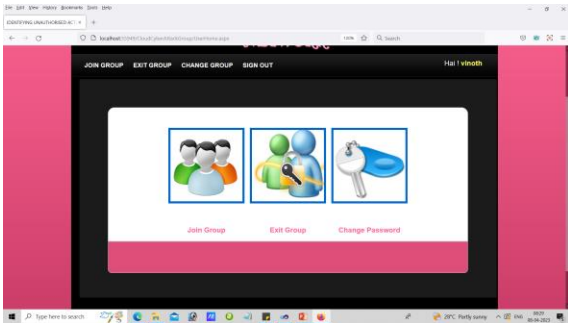 File Edit View History Bookmarks Tools Help
IDENTIFYING UNAUTHORISED AC
Search
JOIN GROUP EXIT GROUP CHANGE GROUP SIGN OUT Hai ! vinoth
Join Group Exit Group Change Password
Type here to search 28°C Partly sunny ENG